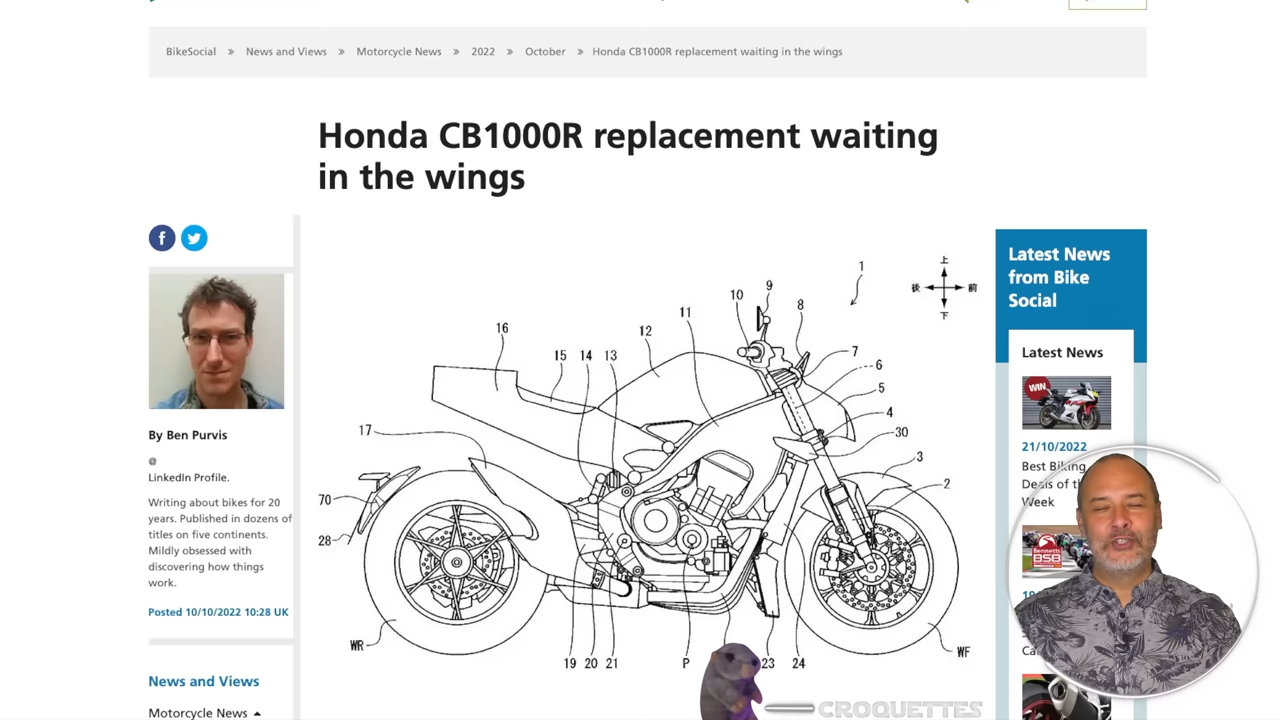 BikeSocial » News and Views » Motorcycle News » 2022 » October » Honda CB1000R replacement waiting in the wings
Honda CB1000R replacement waiting
in the wings
f
By Ben Purvis
@
LinkedIn Profile.
Writing about bikes for 20
years. Published in dozens of
titles on five continents.
Mildly obsessed with
discovering how things
work.
Posted 10/10/2022 10:28 UK
News and Views
Motorcycle News
1
上
後
前
下
9
10
8
11
16
12
7
15
14
13
6
5
4
17
30
3
2
70
28
WR
WF
19
20
21
P
23
24
CROQUETTES
Latest News
from Bike
Social
Latest News
WIN
21/10/2022
Best Biking
Deals of th
Week
Bennetts
BSB
19
Ca